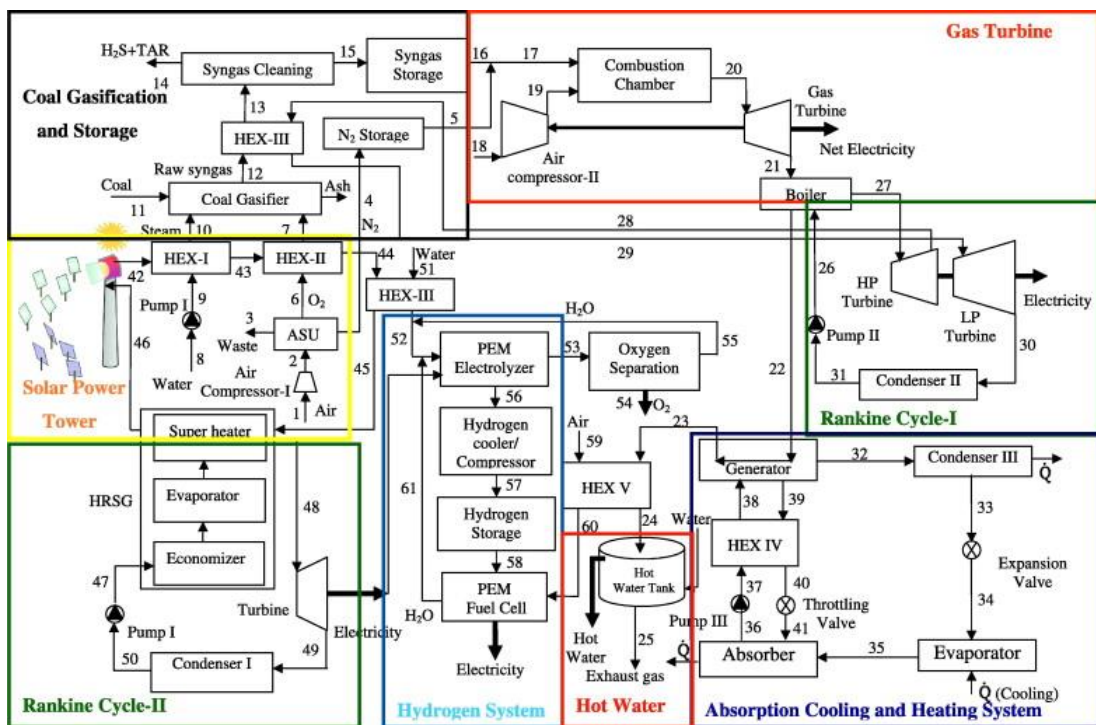 Gas Turbine
H₂S+TAR
14
Syngas Cleaning
15
Syngas
Storage
16
17
Combustion
Chamber
20
Gas
Turbine
Net Electricity
19
18
Air
compressor-II
21
Coal Gasification
and Storage
13
HEX-III
N₂ Storage
5
Raw syngas
12
Coal
11
Coal Gasifier
Ash
4
N₂
Steam
10
7
Boiler
27
28
29
26
HP
Turbine
LP
Turbine
Electricity
Pump II
30
31
Condenser II
Rankine Cycle-I
42
HEX-I
43
HEX-II
44
Water
51
HEX-III
Pump I
9
8
Water
6
O₂
3
Waste
ASU
2
Air
Compressor-I
1
Air
46
45
Solar Power
Tower
H₂O
52
PEM
Electrolyzer
53
Oxygen
Separation
55
54
O₂
22
56
Hydrogen
cooler/
Compressor
57
Hydrogen
Storage
58
PEM
Fuel Cell
61
H₂O
Electricity
Hydrogen System
Super heater
Evaporator
Economizer
HRSG
48
47
Pump I
50
Condenser I
49
Turbine
Electricity
Rankine Cycle-II
Air
59
23
HEX V
60
24
Water
Hot
Water Tank
Hot
Water
25
Exhaust gas
Hot Water
Generator
32
Condenser III
Q̇
38
39
33
HEX IV
37
40
Expansion
Valve
Pump III
36
Throttling
Valve
41
34
Q̇
Absorber
35
Evaporator
Q̇ (Cooling)
Absorption Cooling and Heating System